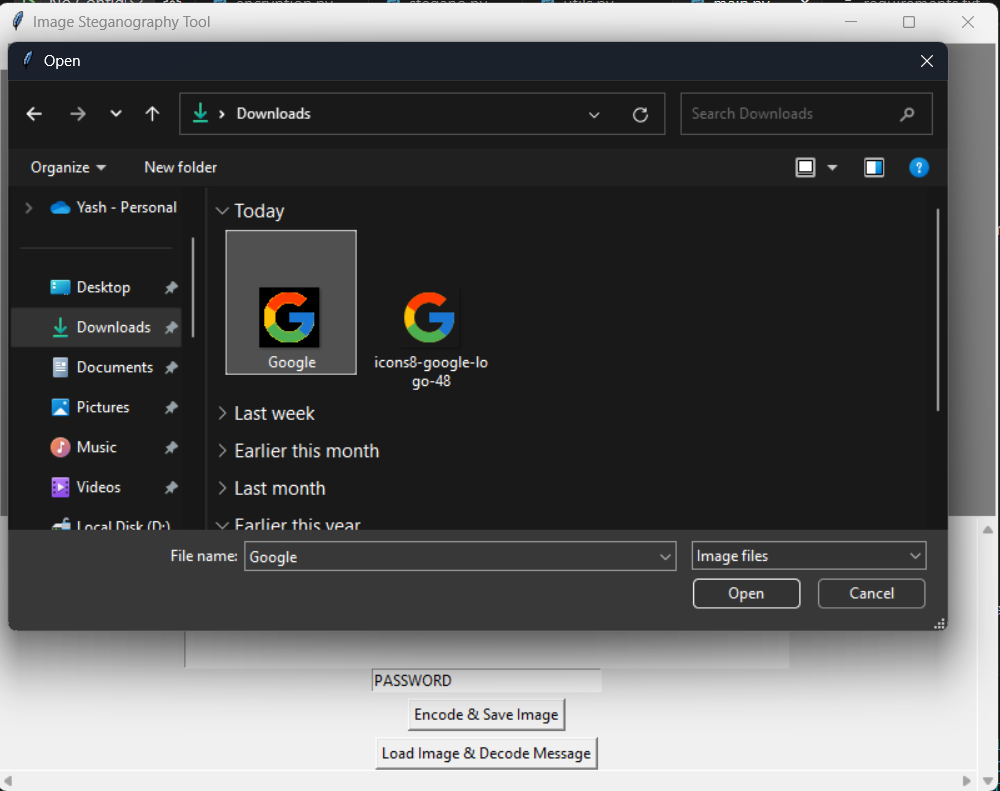 Image Steganography Tool
Open
Downloads
Search Downloads
Organize
New folder
Yash - Personal
Desktop
Downloads
Documents
Pictures
Music
Videos
Local Disk (D:)
Today
Google
icons8-google-lo
go-48
Last week
Earlier this month
Last month
Earlier this year
File name:
Google
Image files
Open
Cancel
PASSWORD
Encode & Save Image
Load Image & Decode Message